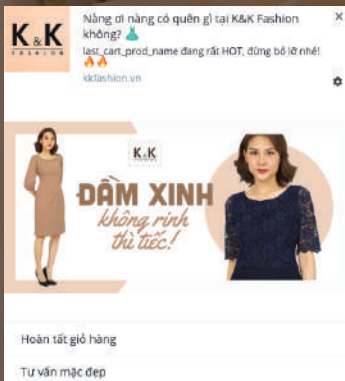 K&K
FASHION
Nàng ơi nàng có quên gì tại K&K Fashion
không? 👗
last_cart_prod_name đang rất HOT, đừng bỏ lỡ nhé!
🔥🔥
kkfashion.vn
K&K
FASHION
ĐẦM XINH
không rinh
thì tiếc!
Hoàn tất giỏ hàng
Tư vấn mặc đẹp